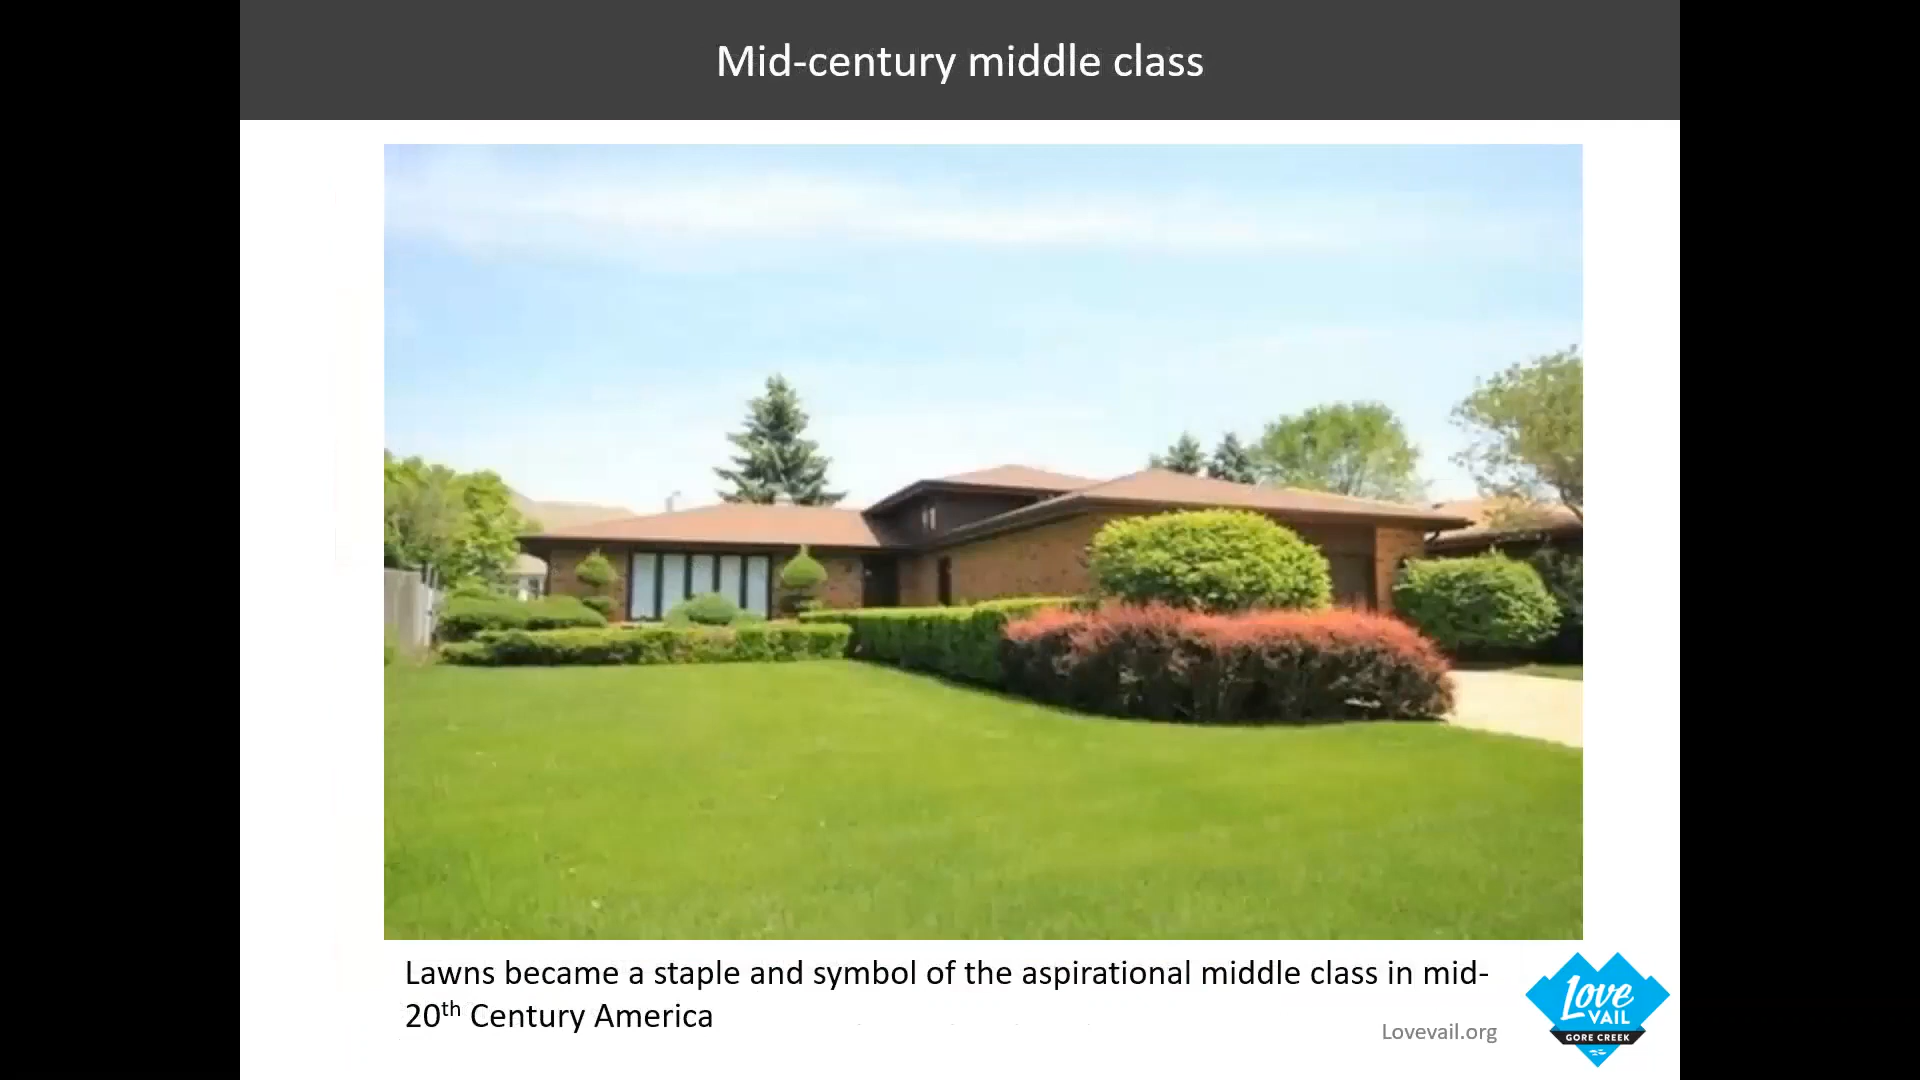 Mid-century middle class
Lawns became a staple and symbol of the aspirational middle class in mid-
20th Century America
Lovevail.org
Love
VAIL
GORE CREEK